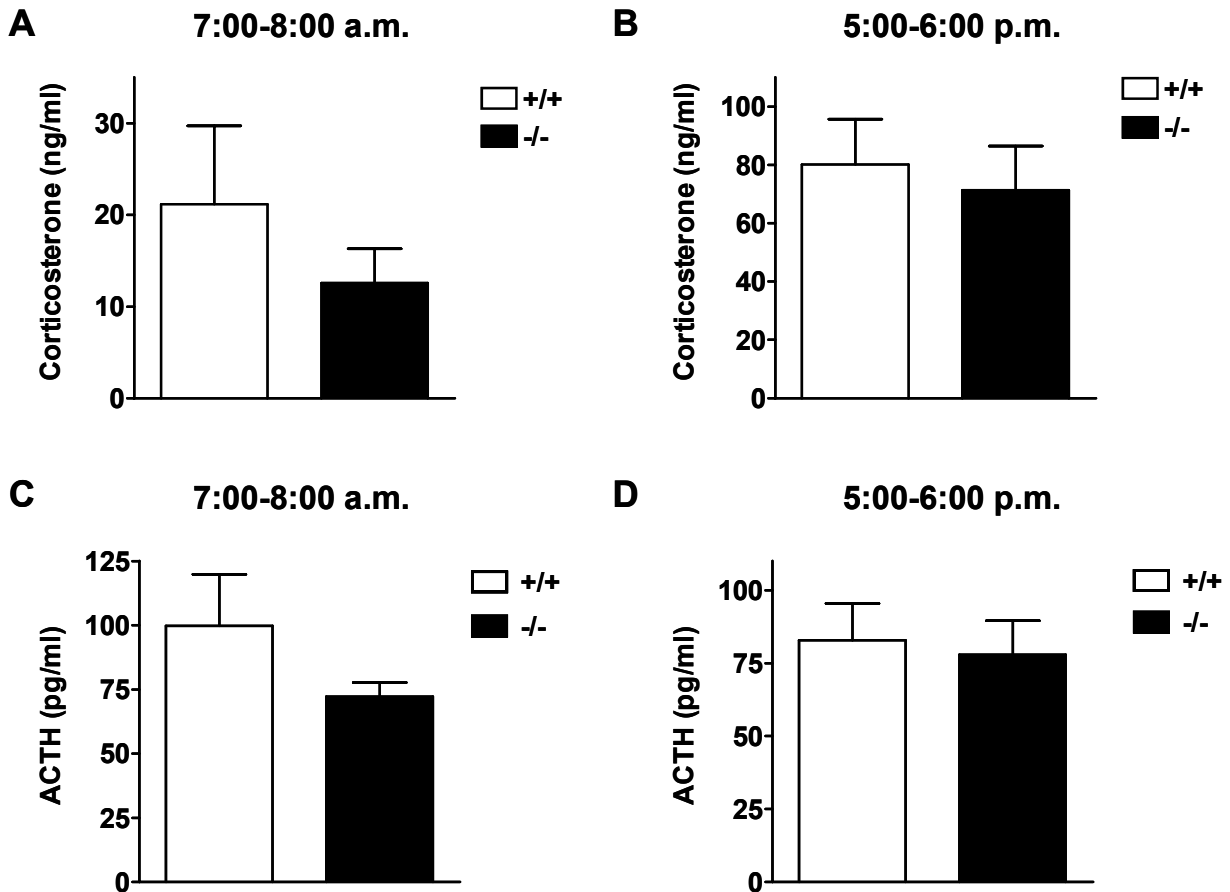 A
7:00-8:00 a.m.
Corticosterone (ng/ml)
30
20
10
0
+/+
-/-
B
5:00-6:00 p.m.
Corticosterone (ng/ml)
100
80
60
40
20
0
+/+
-/-
C
7:00-8:00 a.m.
ACTH (pg/ml)
125
100
75
50
25
0
+/+
-/-
D
5:00-6:00 p.m.
ACTH (pg/ml)
100
75
50
25
0
+/+
-/-